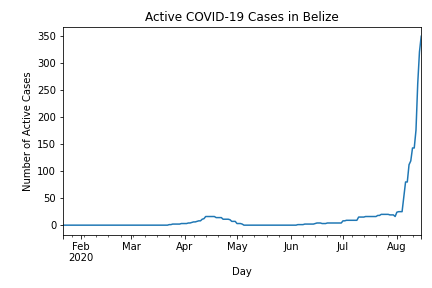 Active COVID-19 Cases in Belize
Number of Active Cases
350
300
250
200
150
100
50
0
Feb Mar Apr May Jun Jul Aug
2020
Day